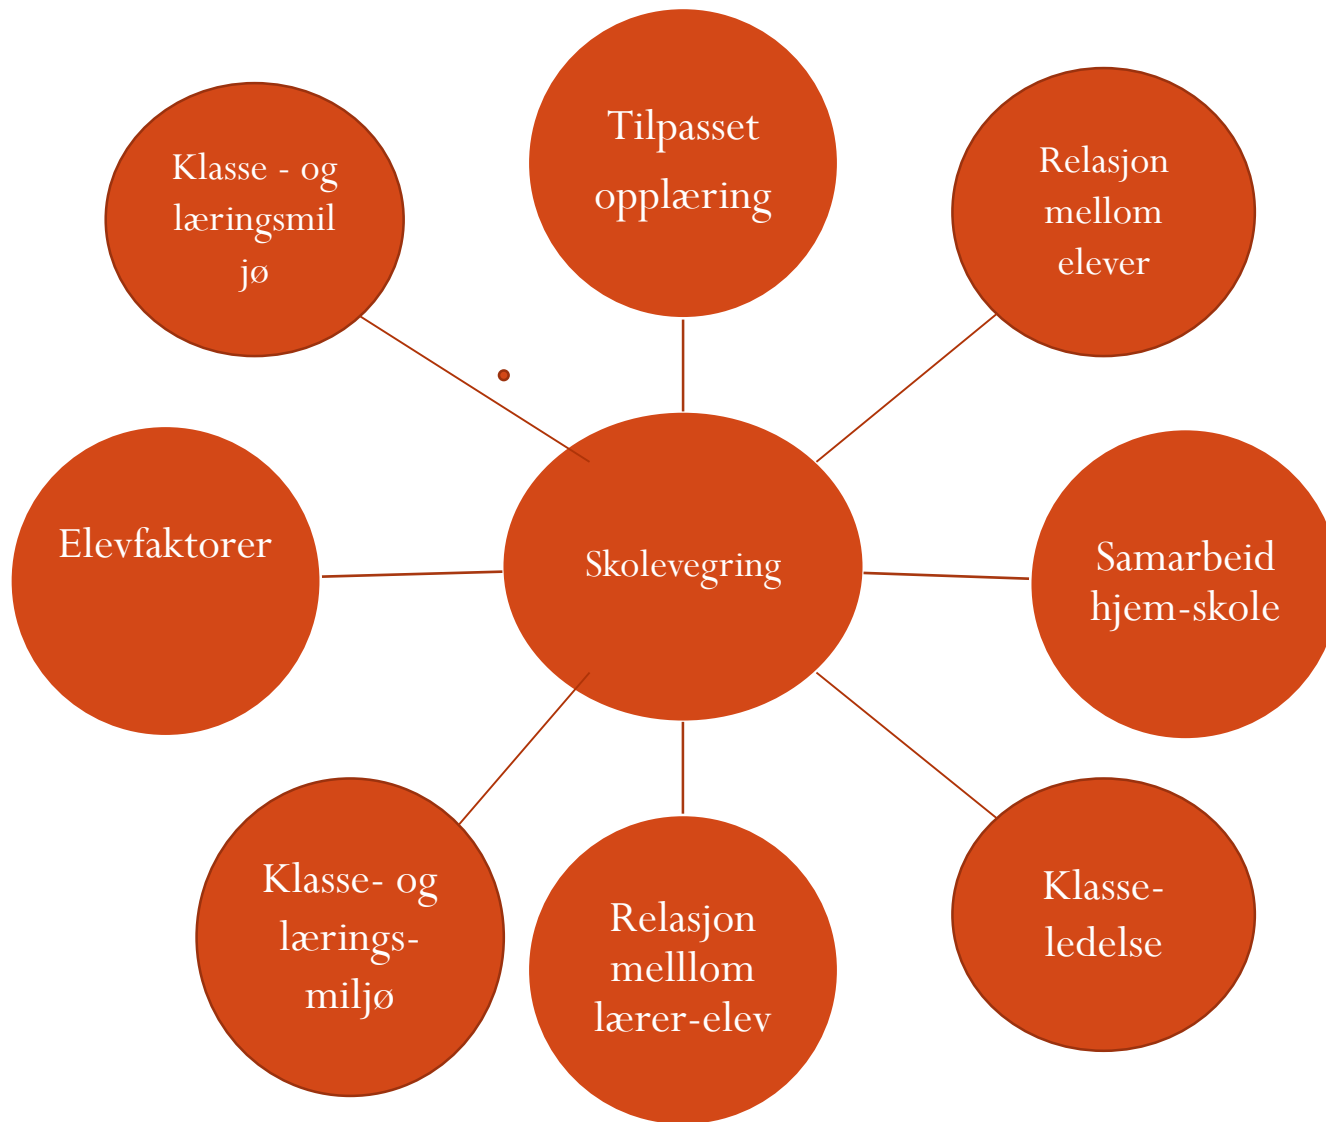 Tilpasset
opplæring
Klasse - og
læringsmil
jø
Relasjon
mellom
elever
Elevfaktorer
Skolevegring
Samarbeid
hjem-skole
Klasse- og
lærings-
miljø
Relasjon
melllom
lærer-elev
Klasse-
ledelse